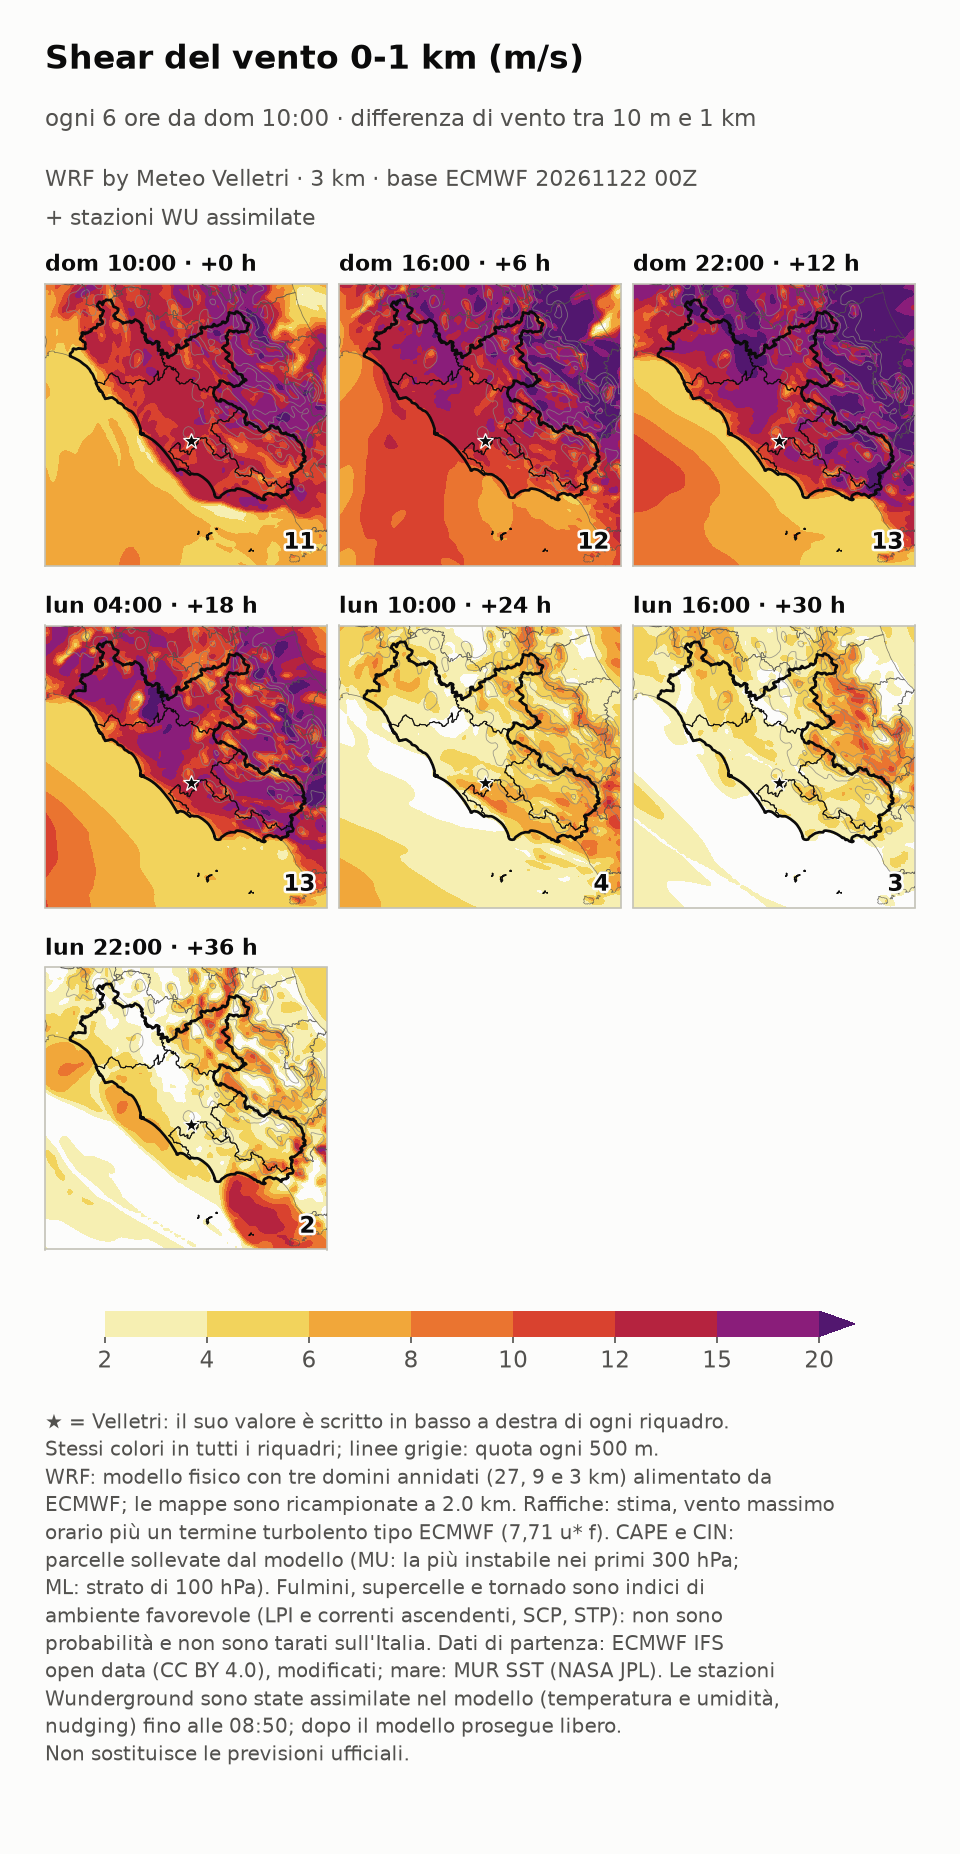 Shear del vento 0-1 km (m/s)
ogni 6 ore da dom 10:00 · differenza di vento tra 10 m e 1 km
WRF by Meteo Velletri · 3 km · base ECMWF 20261122 00Z
+ stazioni WU assimilate
dom 10:00 · +0 h
dom 16:00 · +6 h
dom 22:00 · +12 h
11
12
13
lun 04:00 · +18 h
lun 10:00 · +24 h
lun 16:00 · +30 h
13
4
3
lun 22:00 · +36 h
2
2 4 6 8 10 12 15 20
★ = Velletri: il suo valore è scritto in basso a destra di ogni riquadro.
Stessi colori in tutti i riquadri; linee grigie: quota ogni 500 m.
WRF: modello fisico con tre domini annidati (27, 9 e 3 km) alimentato da
ECMWF; le mappe sono ricampionate a 2.0 km. Raffiche: stima, vento massimo
orario più un termine turbolento tipo ECMWF (7,71 u* f). CAPE e CIN:
parcelle sollevate dal modello (MU: la più instabile nei primi 300 hPa;
ML: strato di 100 hPa). Fulmini, supercelle e tornado sono indici di
ambiente favorevole (LPI e correnti ascendenti, SCP, STP): non sono
probabilità e non sono tarati sull'Italia. Dati di partenza: ECMWF IFS
open data (CC BY 4.0), modificati; mare: MUR SST (NASA JPL). Le stazioni
Wunderground sono state assimilate nel modello (temperatura e umidità,
nudging) fino alle 08:50; dopo il modello prosegue libero.
Non sostituisce le previsioni ufficiali.